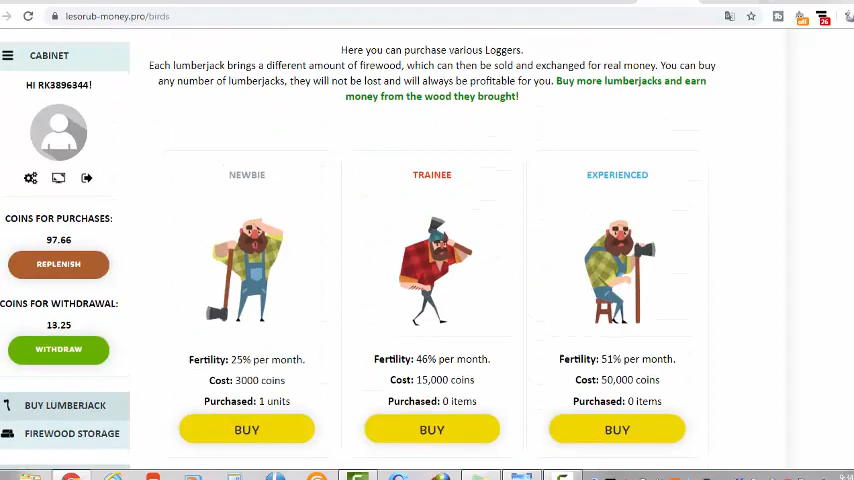 lesorub-money.pro/birds
26
CABINET
HI RK3896344!
COINS FOR PURCHASES:
97.66
REPLENISH
COINS FOR WITHDRAWAL:
13.25
WITHDRAW
BUY LUMBERJACK
FIREWOOD STORAGE
Here you can purchase various Loggers.
Each lumberjack brings a different amount of firewood, which can then be sold and exchanged for real money. You can buy
any number of lumberjacks, they will not be lost and will always be profitable for you. Buy more lumberjacks and earn
money from the wood they brought!
NEWBIE
Fertility: 25% per month.
Cost: 3000 coins
Purchased: 1 units
BUY
TRAINEE
Fertility: 46% per month.
Cost: 15,000 coins
Purchased: 0 items
BUY
EXPERIENCED
Fertility: 51% per month.
Cost: 50,000 coins
Purchased: 0 items
BUY